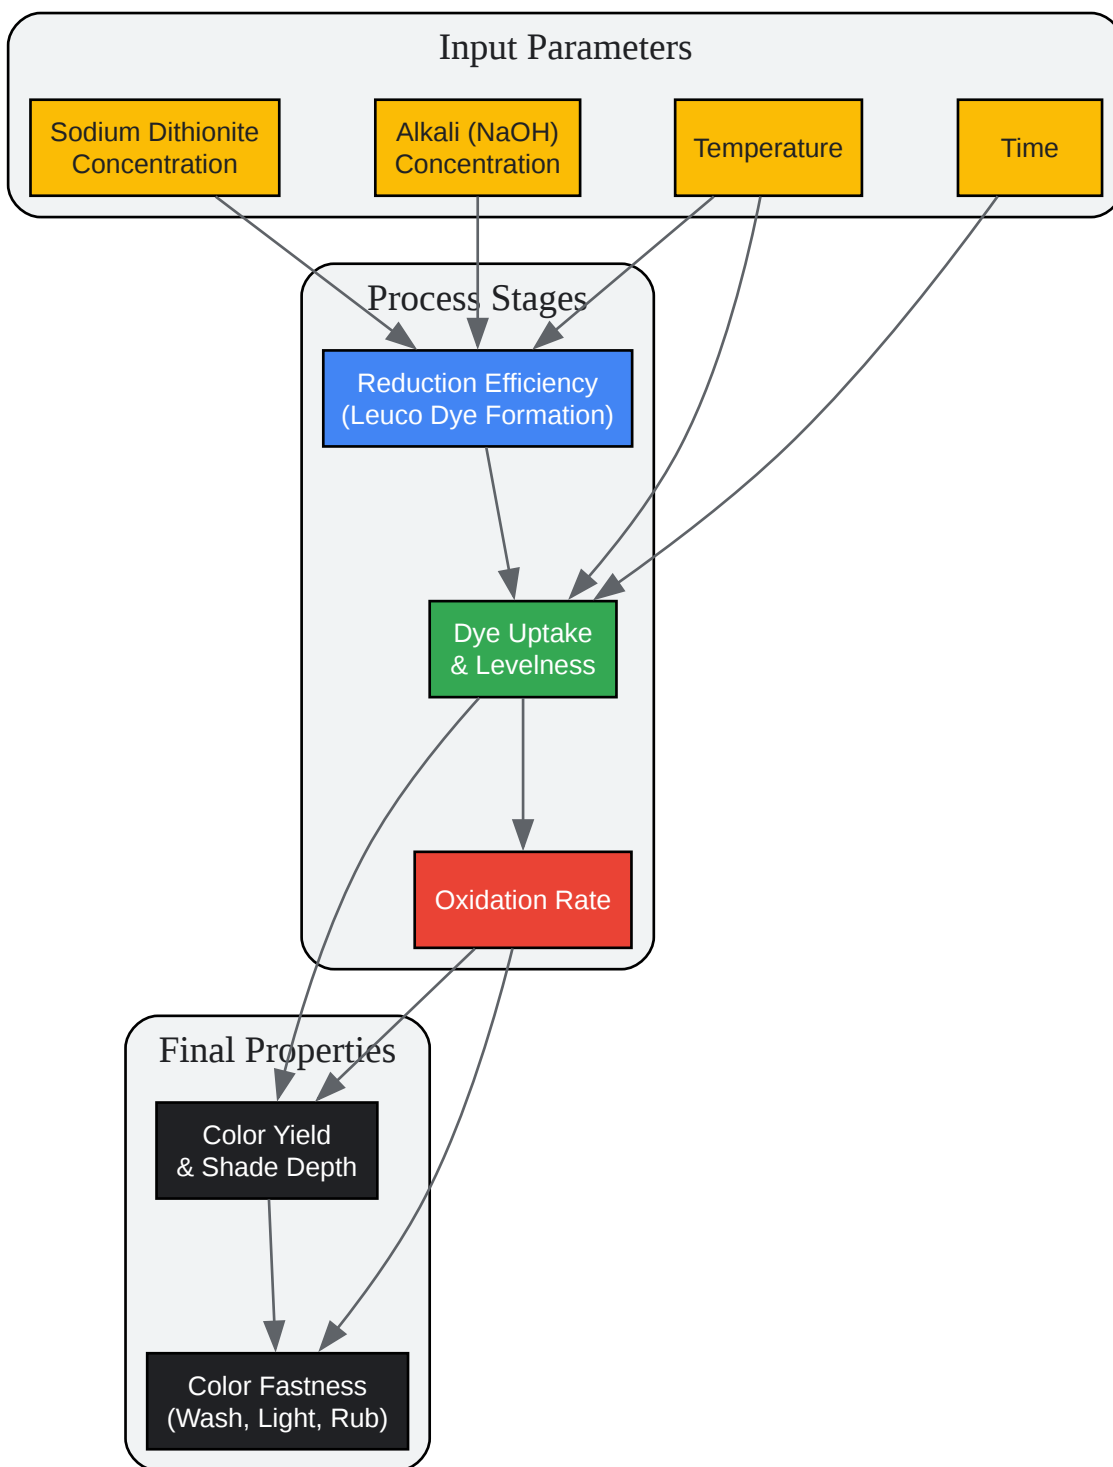 Input Parameters
Sodium Dithionite
Concentration
Alkali (NaOH)
Concentration
Temperature
Time
Process Stages
Reduction Efficiency
(Leuco Dye Formation)
Dye Uptake
& Levelness
Oxidation Rate
Final Properties
Color Yield
& Shade Depth
Color Fastness
(Wash, Light, Rub)